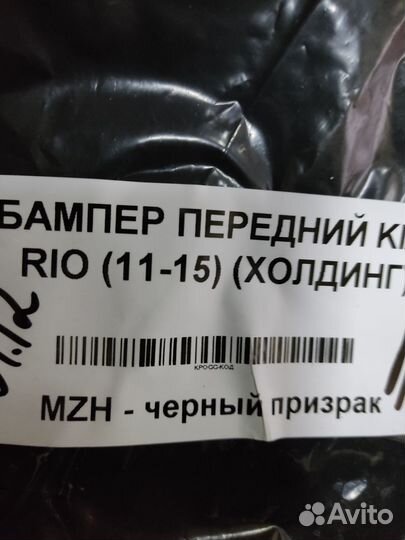 БАМПЕР ПЕРЕДНИЙ
RIO (11-15) (ХОЛДИНГ)
КРОСС-КОД
MZH - черный призрак
Avito